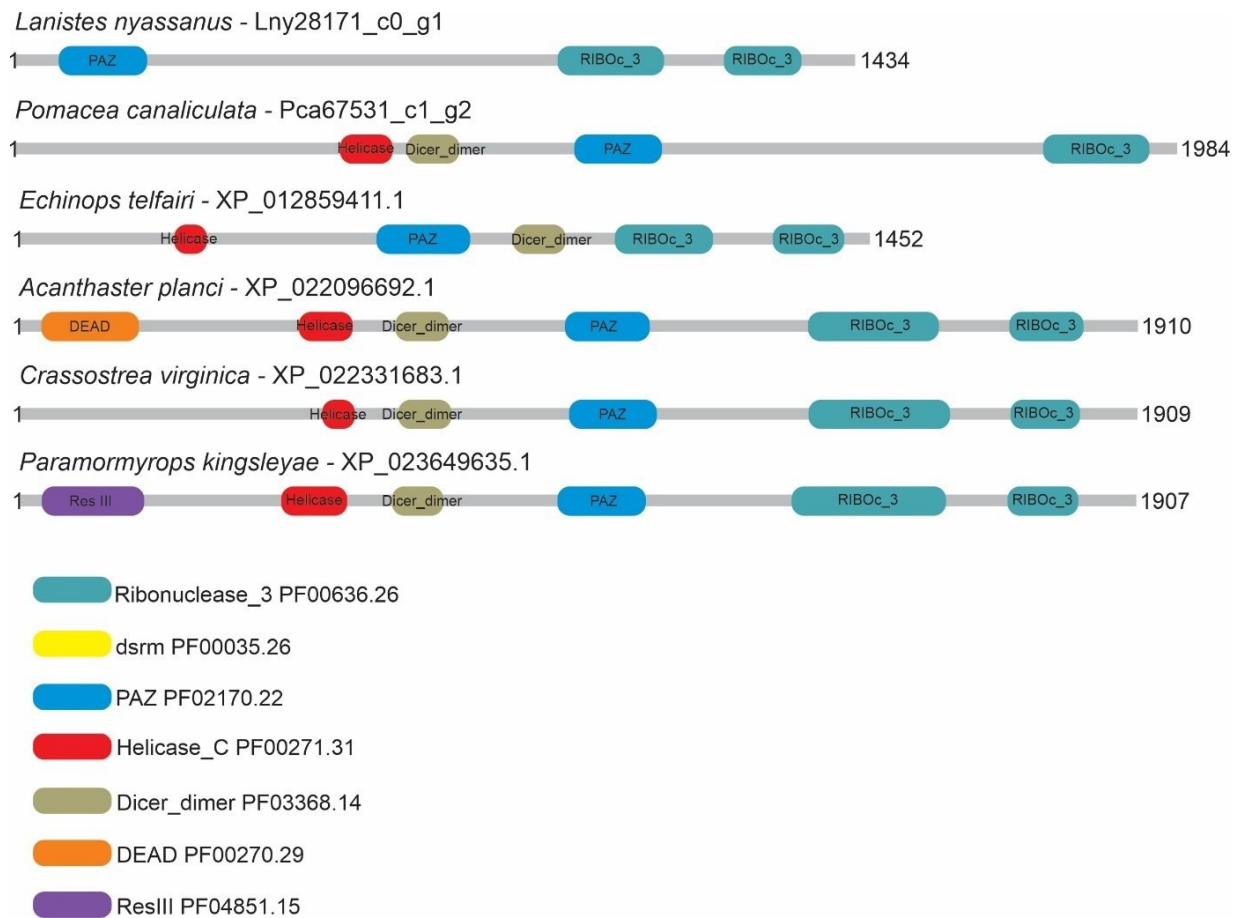 Lanistes nyassanus - Lny28171_c0_g1
1 PAZ RIBOc_3 RIBOc_3 1434
Pomacea canaliculata - Pca67531_c1_g2
1 Helicase Dicer_dimer PAZ RIBOc_3 1984
Echinops telfairi - XP_012859411.1
1 Helicase PAZ Dicer_dimer RIBOc_3 RIBOc_3 1452
Acanthaster planci - XP_022096692.1
1 DEAD Helicase Dicer_dimer PAZ RIBOc_3 RIBOc_3 1910
Crassostrea virginica - XP_022331683.1
1 Helicase Dicer_dimer PAZ RIBOc_3 RIBOc_3 1909
Paramormyrops kingsleyae - XP_023649635.1
1 Res III Helicase Dicer_dimer PAZ RIBOc_3 RIBOc_3 1907
Ribonuclease_3 PF00636.26
dsrm PF00035.26
PAZ PF02170.22
Helicase_C PF00271.31
Dicer_dimer PF03368.14
DEAD PF00270.29
ResIII PF04851.15